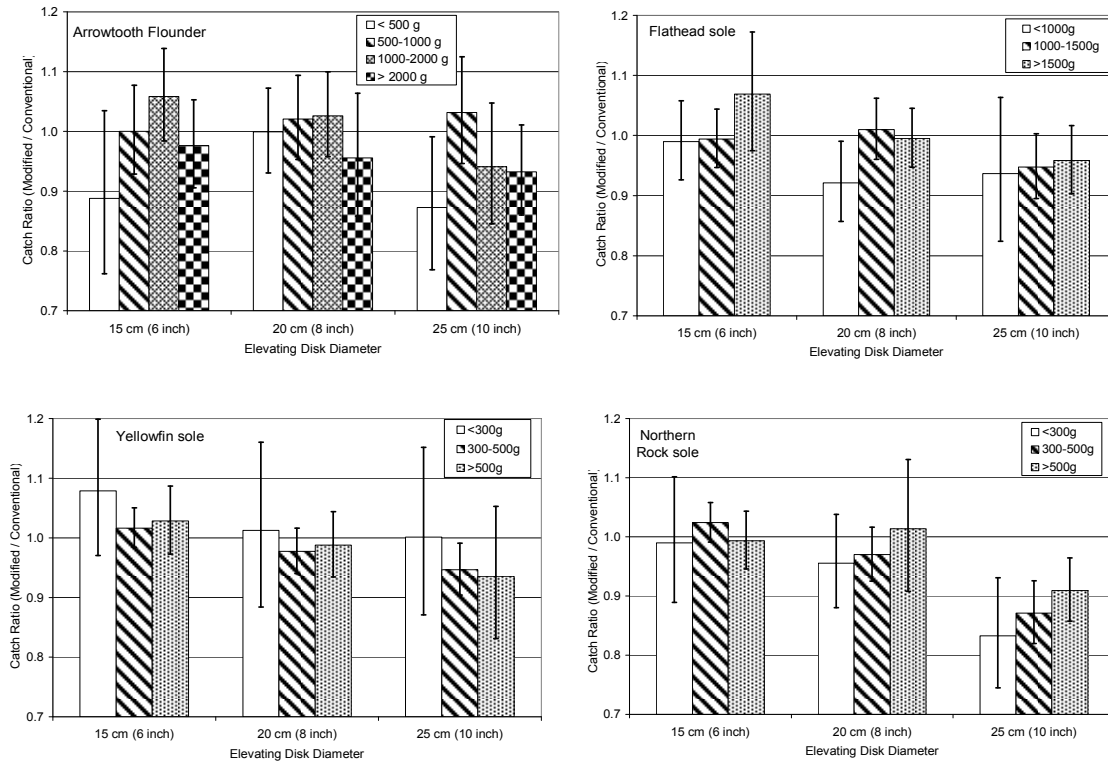 Arrowtooth Flounder
< 500 g
500-1000 g
1000-2000 g
> 2000 g
Catch Ratio (Modified / Conventional)
1.2
1.1
1.0
0.9
0.8
0.7
15 cm (6 inch)
20 cm (8 inch)
25 cm (10 inch)
Elevating Disk Diameter
Flathead sole
<1000g
1000-1500g
>1500g
Catch Ratio (Modified / Conventional)
1.2
1.1
1.0
0.9
0.8
0.7
15 cm (6 inch)
20 cm (8 inch)
25 cm (10 inch)
Elevating Disk Diameter
Yellowfin sole
<300g
300-500g
>500g
Catch Ratio (Modified / Conventional)
1.2
1.1
1.0
0.9
0.8
0.7
15 cm (6 inch)
20 cm (8 inch)
25 cm (10 inch)
Elevating Disk Diameter
Northern
Rock sole
<300g
300-500g
>500g
Catch Ratio (Modified / Conventional)
1.2
1.1
1.0
0.9
0.8
0.7
15 cm (6 inch)
20 cm (8 inch)
25 cm (10 inch)
Elevating Disk Diameter